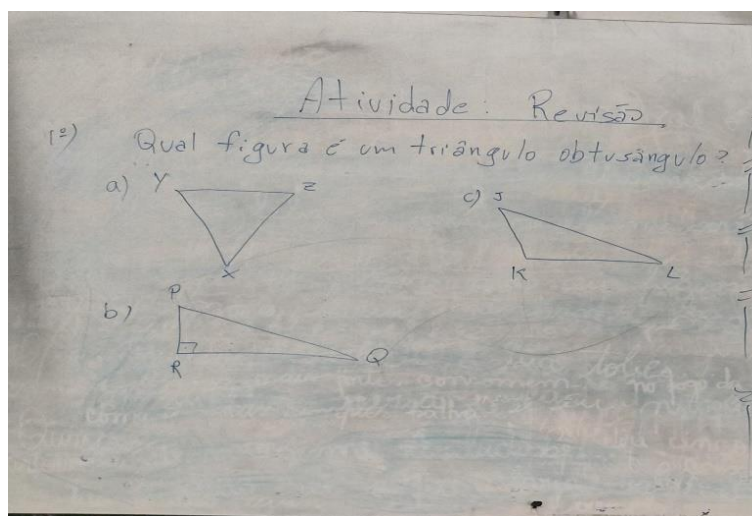 Atividade: Revisão
1º) Qual figura é um triângulo obtusângulo?
a) Y Z
X
c) J
K L
b) P
R Q